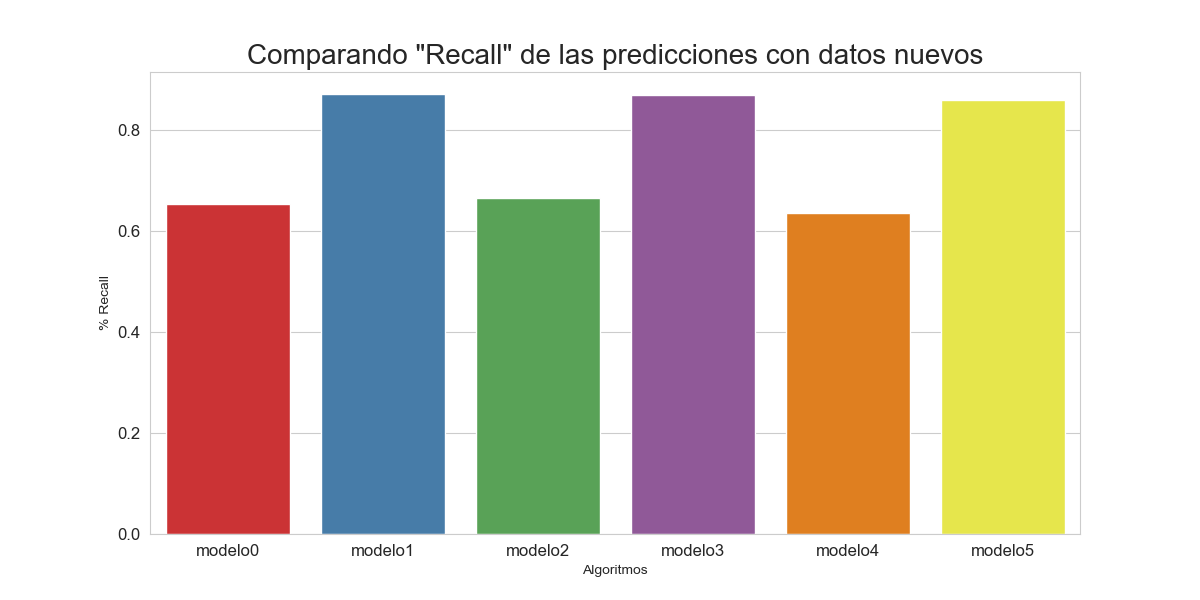 Comparando "Recall" de las predicciones con datos nuevos
% Recall
0.8
0.6
0.4
0.2
0.0
modelo0 modelo1 modelo2 modelo3 modelo4 modelo5
Algoritmos